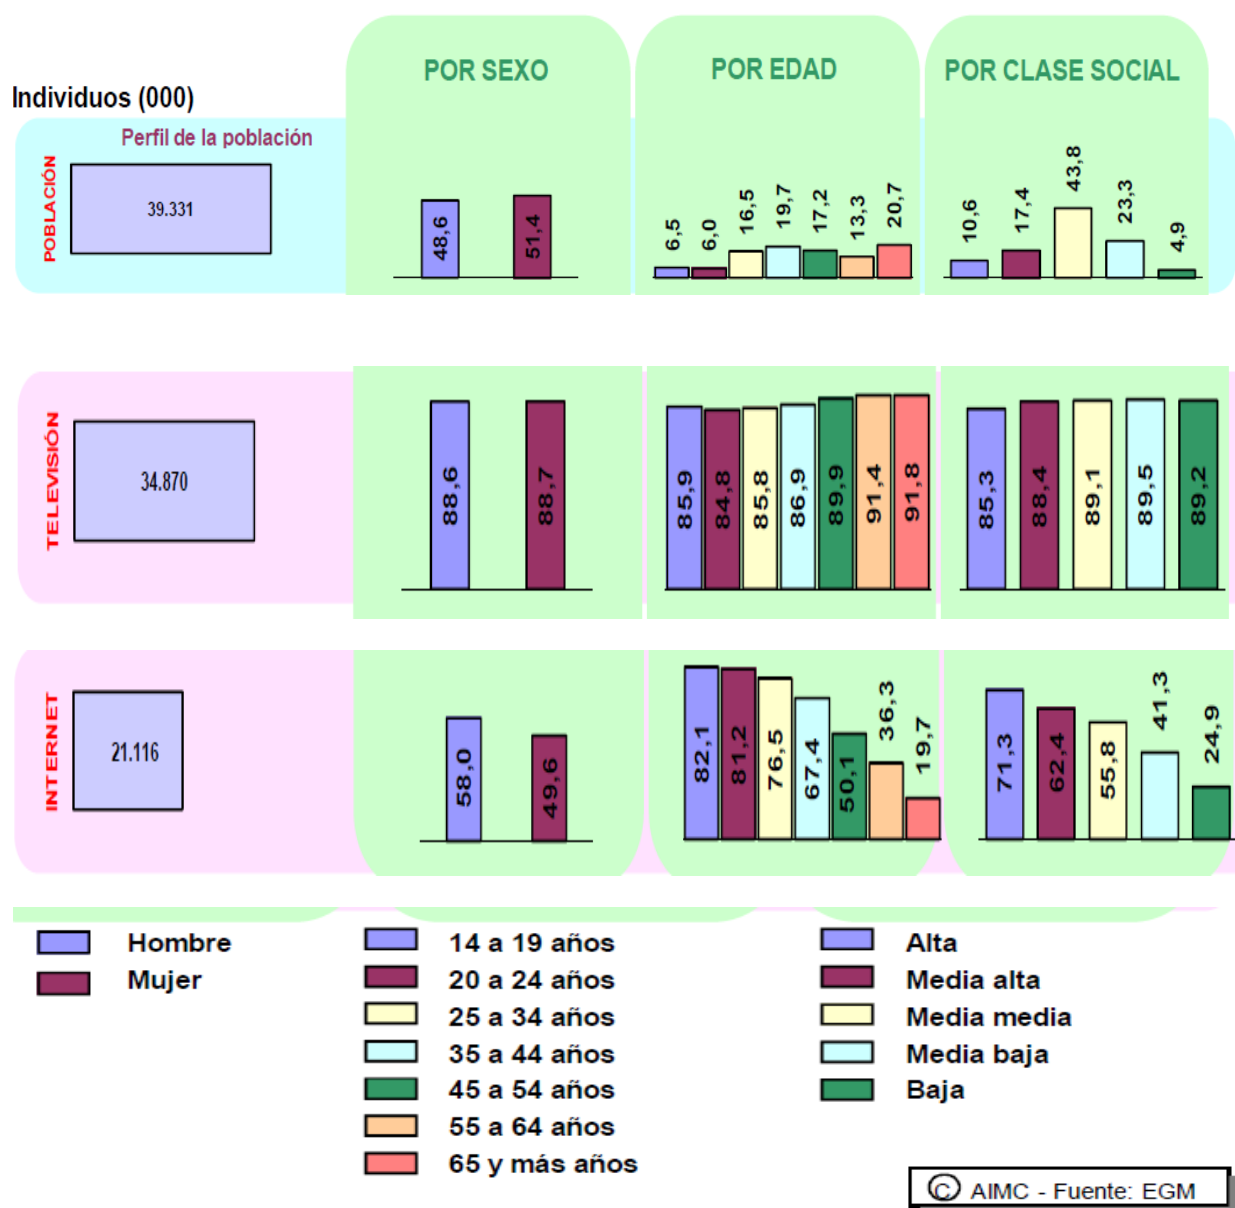 POR SEXO
POR EDAD
POR CLASE SOCIAL
Individuos (000)
Perfil de la población
POBLACIÓN
39.331
48,6
51,4
6,5
6,0
16,5
19,7
17,2
13,3
20,7
10,6
17,4
43,8
23,3
4,9
TELEVISIÓN
34.870
88,6
88,7
85,9
84,8
85,8
86,9
89,9
91,4
91,8
85,3
88,4
89,1
89,5
89,2
INTERNET
21.116
58,0
49,6
82,1
81,2
76,5
67,4
50,1
36,3
19,7
71,3
62,4
55,8
41,3
24,9
Hombre
Mujer
14 a 19 años
20 a 24 años
25 a 34 años
35 a 44 años
45 a 54 años
55 a 64 años
65 y más años
Alta
Media alta
Media media
Media baja
Baja
© AIMC - Fuente: EGM